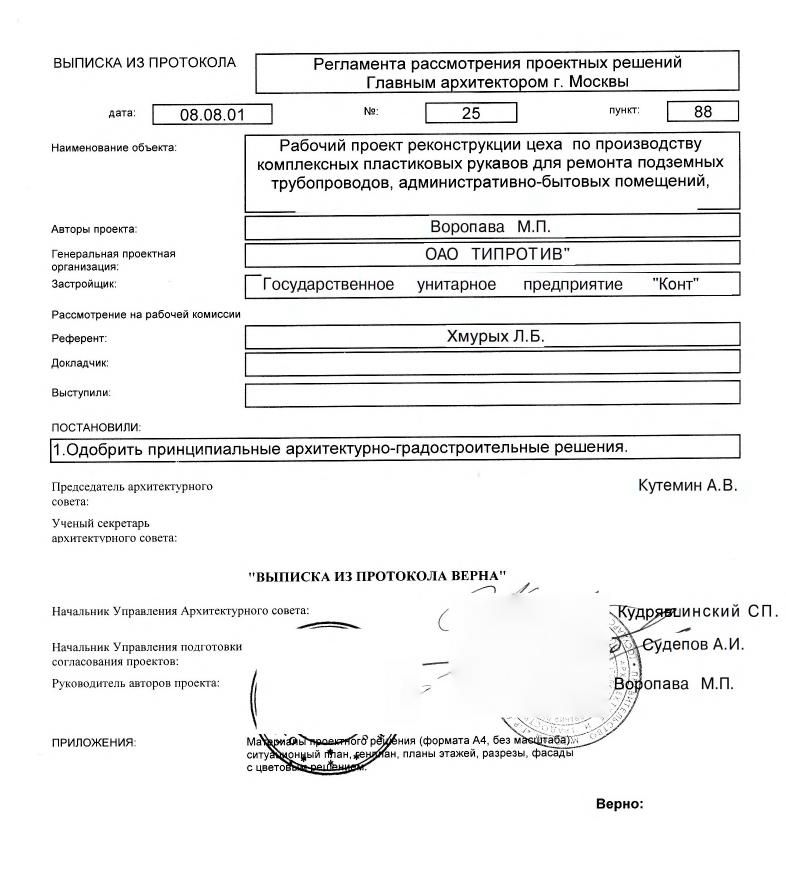 ВЫПИСКА ИЗ ПРОТОКОЛА
Регламента рассмотрения проектных решений
Главным архитектором г. Москвы
дата: 08.08.01 №: 25 пункт: 88
Наименование объекта:
Рабочий проект реконструкции цеха по производству
комплексных пластиковых рукавов для ремонта подземных
трубопроводов, административно-бытовых помещений,
Авторы проекта: Воропава М.П.
Генеральная проектная
организация:
ОАО ТИПРОТИВ"
Застройщик: Государственное унитарное предприятие "Конт"
Рассмотрение на рабочей комиссии
Референт: Хмурых Л.Б.
Докладчик:
Выступили:
ПОСТАНОВИЛИ:
1.Одобрить принципиальные архитектурно-градостроительные решения.
Председатель архитектурного
совета:
Кутемин А.В.
Ученый секретарь
архитектурного совета:
"ВЫПИСКА ИЗ ПРОТОКОЛА ВЕРНА"
Начальник Управления Архитектурного совета: Кудрявшинский СП.
Начальник Управления подготовки
согласования проектов:
Судепов А.И.
Руководитель авторов проекта: Воропава М.П.
ПРИЛОЖЕНИЯ:
Материалы проектного решения (формата А4, без масштаба):
ситуационный план, генплан, планы этажей, разрезы, фасады
с цветовым решением.
Верно: